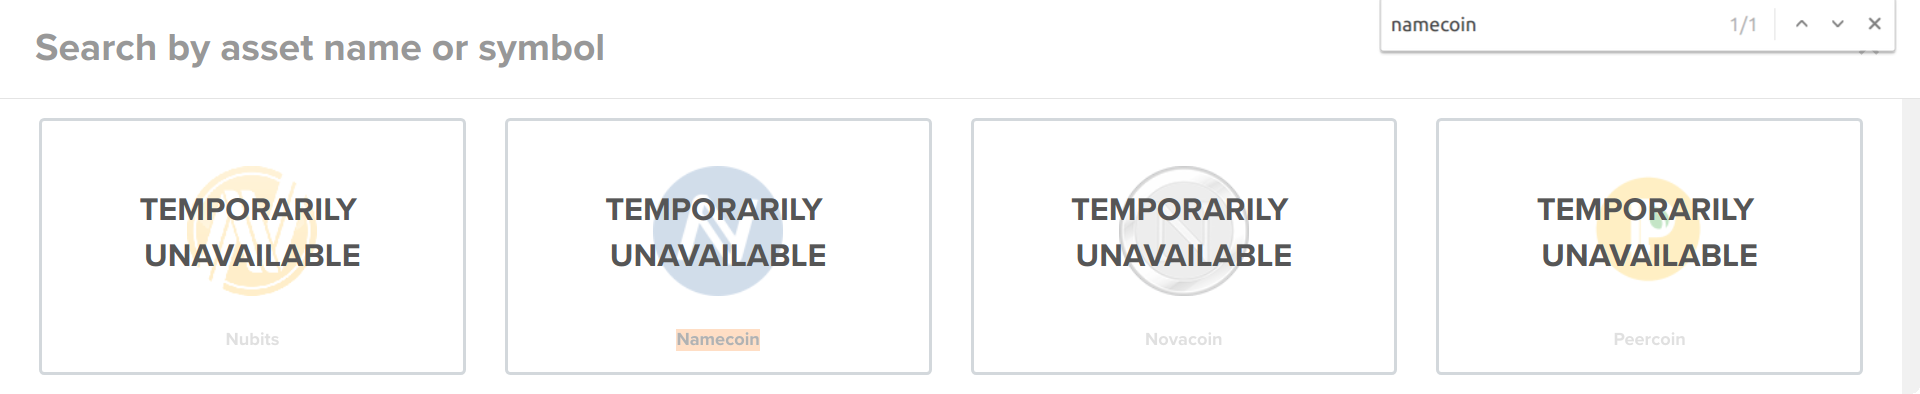 namecoin 1/1
Search by asset name or symbol
TEMPORARILY
UNAVAILABLE
Nubits
TEMPORARILY
UNAVAILABLE
Namecoin
TEMPORARILY
UNAVAILABLE
Novacoin
TEMPORARILY
UNAVAILABLE
Peercoin